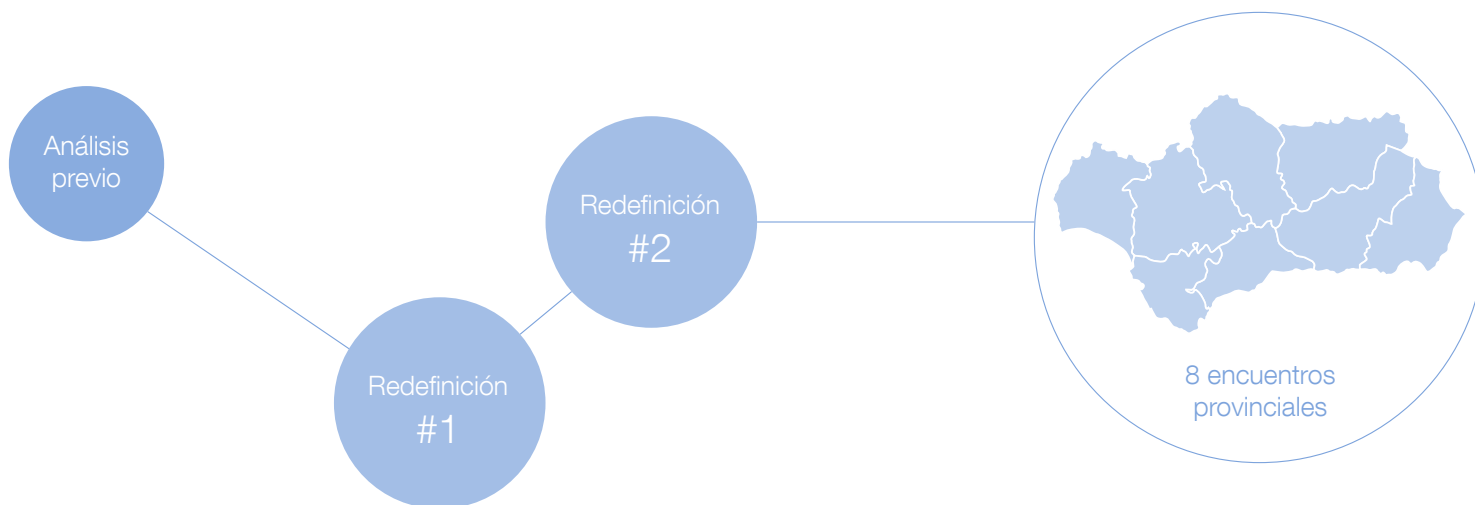 Análisis
previo
Redefinición
#1
Redefinición
#2
8 encuentros
provinciales